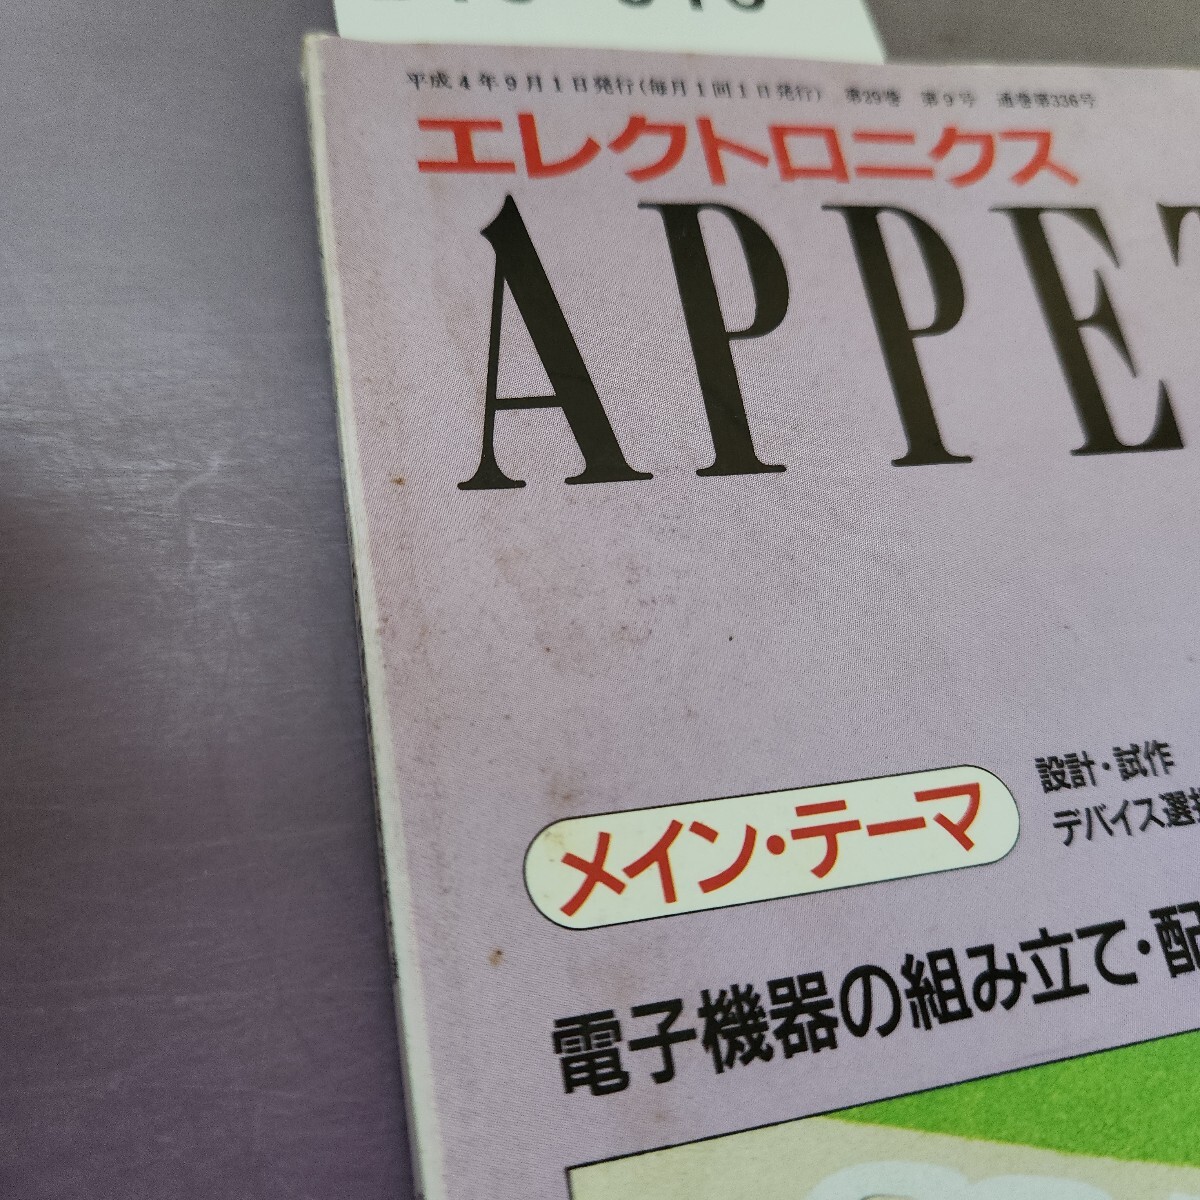 平成4年9月1日発行(毎月1回1日発行) 第29巻 第9号 通巻第336号
エレクトロニクス
APPE
メイン・テーマ
設計・試作
デバイス選択
電子機器の組み立て・配